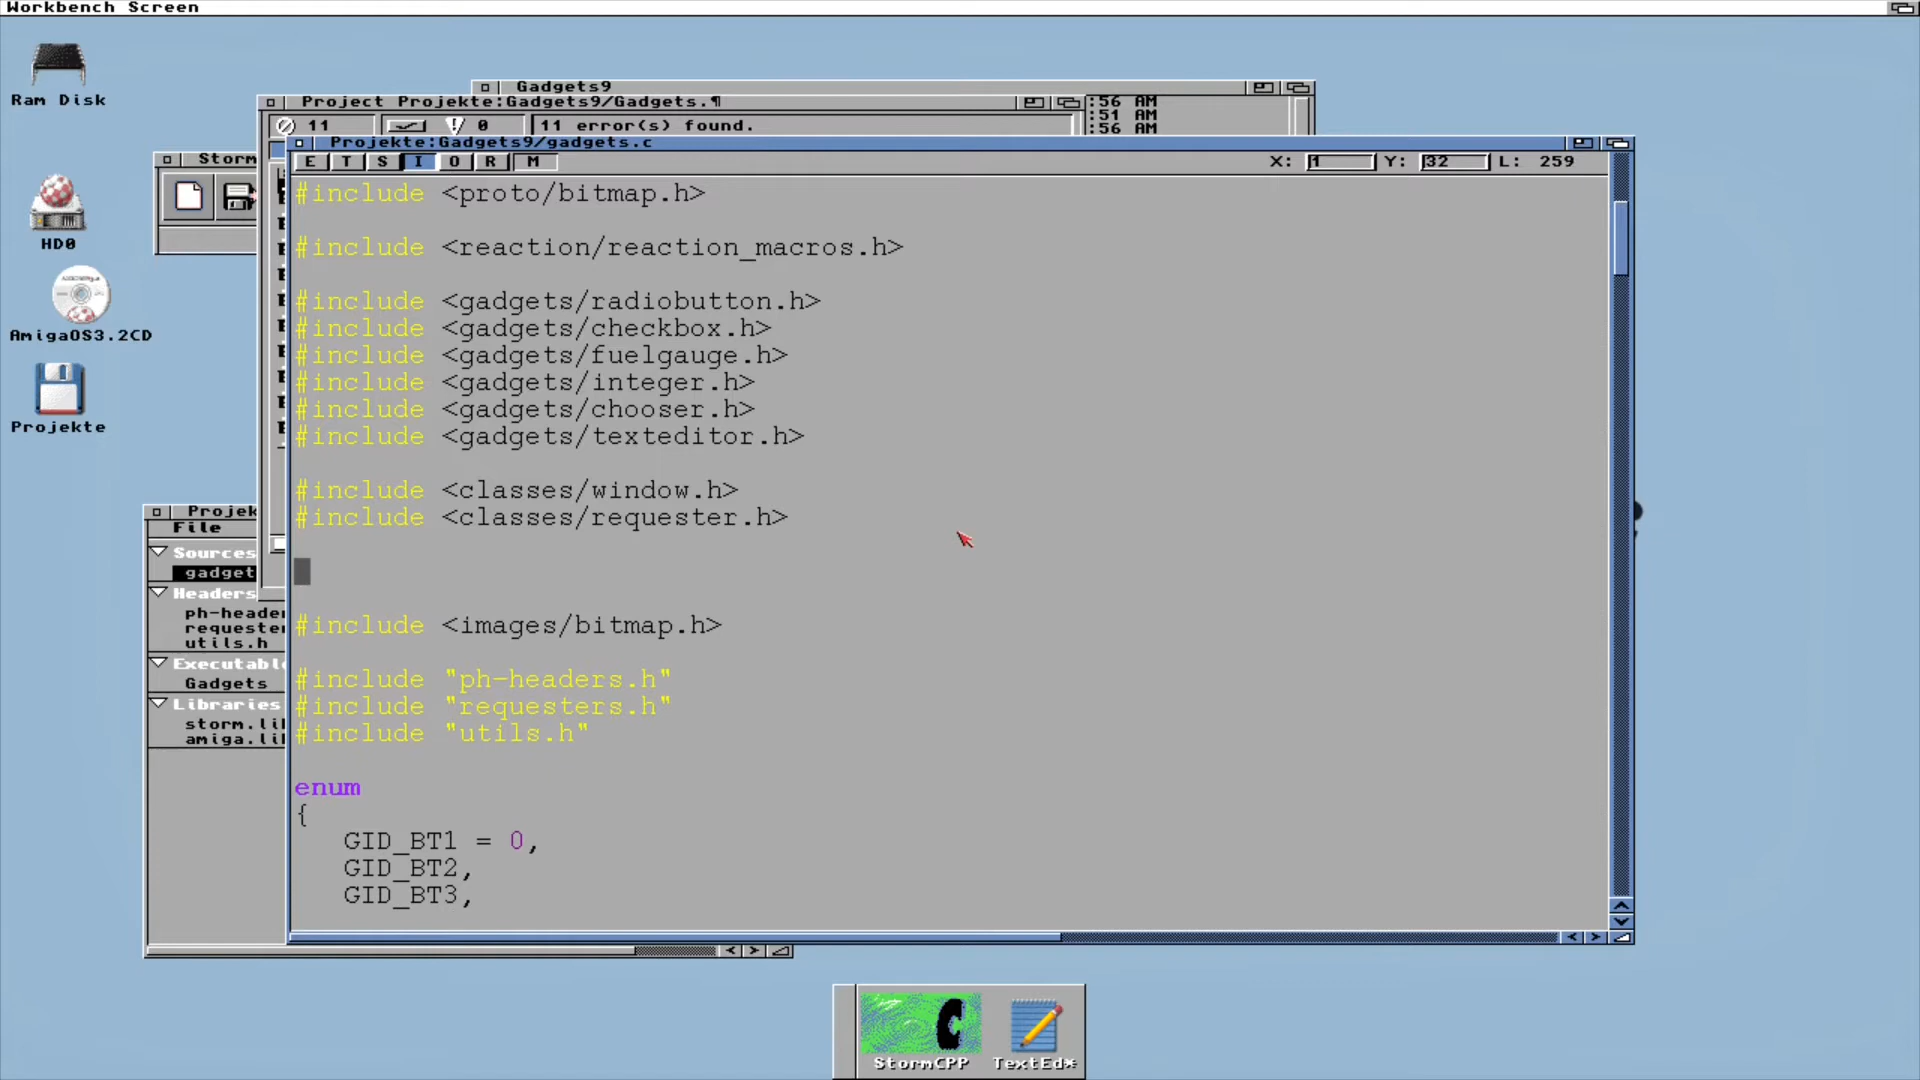 Workbench Screen
Ram Disk
HD0
AmigaOS3.2CD
Projekte
Gadgets9
:56 AM
:51 AM
:56 AM
Project Projekte:Gadgets9/Gadgets.¶
11
0
11 error(s) found.
Storm
Projekte:Gadgets9/gadgets.c
E T S I O R M
X: 1 Y: 32 L: 259
#include <proto/bitmap.h>
#include <reaction/reaction_macros.h>
#include <gadgets/radiobutton.h>
#include <gadgets/checkbox.h>
#include <gadgets/fuelgauge.h>
#include <gadgets/integer.h>
#include <gadgets/chooser.h>
#include <gadgets/texteditor.h>
#include <classes/window.h>
#include <classes/requester.h>
#include <images/bitmap.h>
#include "ph-headers.h"
#include "requesters.h"
#include "utils.h"
enum
{
GID_BT1 = 0,
GID_BT2,
GID_BT3,
Projek
File
Sources
gadget
Headers
ph-header
requester
utils.h
Executabl
Gadgets
Libraries
storm.li
amiga.li
StormCPP
TextEd*